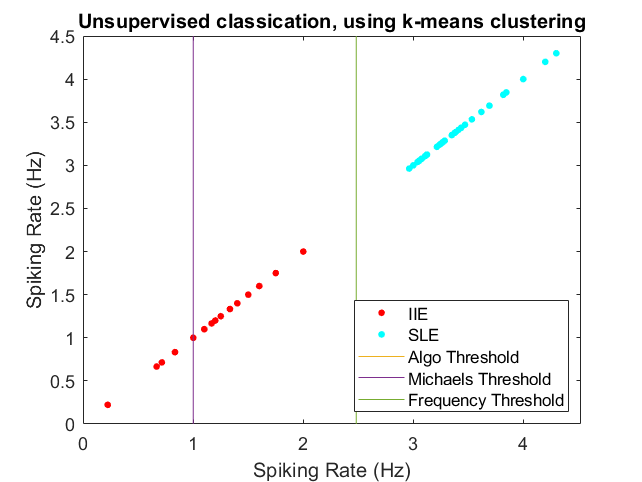 Unsupervised classication, using k-means clustering
4.5
4
3.5
3
2.5
2
1.5
1
0.5
0
Spiking Rate (Hz)
IIE
SLE
Algo Threshold
Michaels Threshold
Frequency Threshold
0 1 2 3 4
Spiking Rate (Hz)